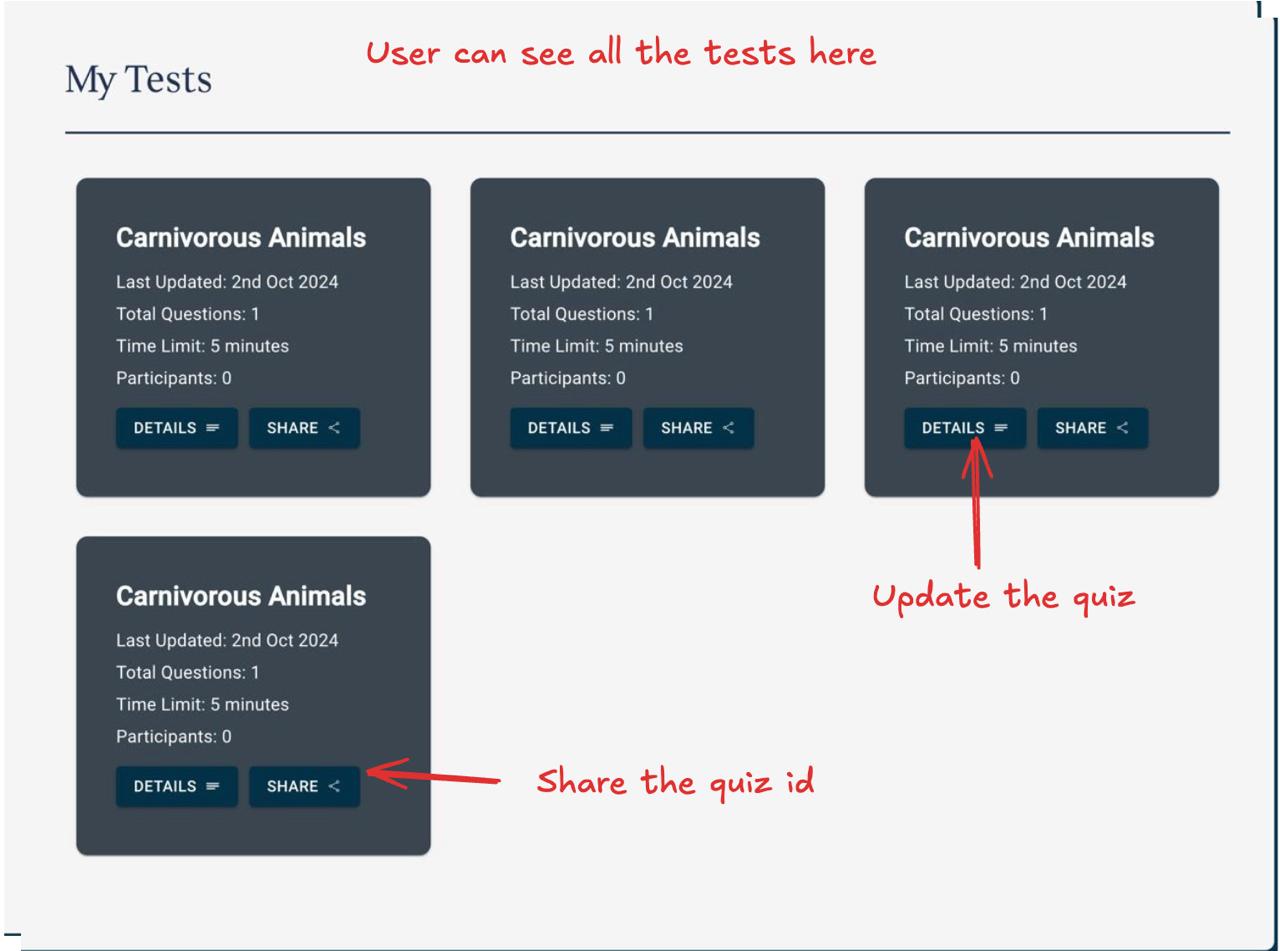 User can see all the tests here
My Tests
Carnivorous Animals
Last Updated: 2nd Oct 2024
Total Questions: 1
Time Limit: 5 minutes
Participants: 0
DETAILS
SHARE
Carnivorous Animals
Last Updated: 2nd Oct 2024
Total Questions: 1
Time Limit: 5 minutes
Participants: 0
DETAILS
SHARE
Carnivorous Animals
Last Updated: 2nd Oct 2024
Total Questions: 1
Time Limit: 5 minutes
Participants: 0
DETAILS
SHARE
Update the quiz
Carnivorous Animals
Last Updated: 2nd Oct 2024
Total Questions: 1
Time Limit: 5 minutes
Participants: 0
DETAILS
SHARE
Share the quiz id